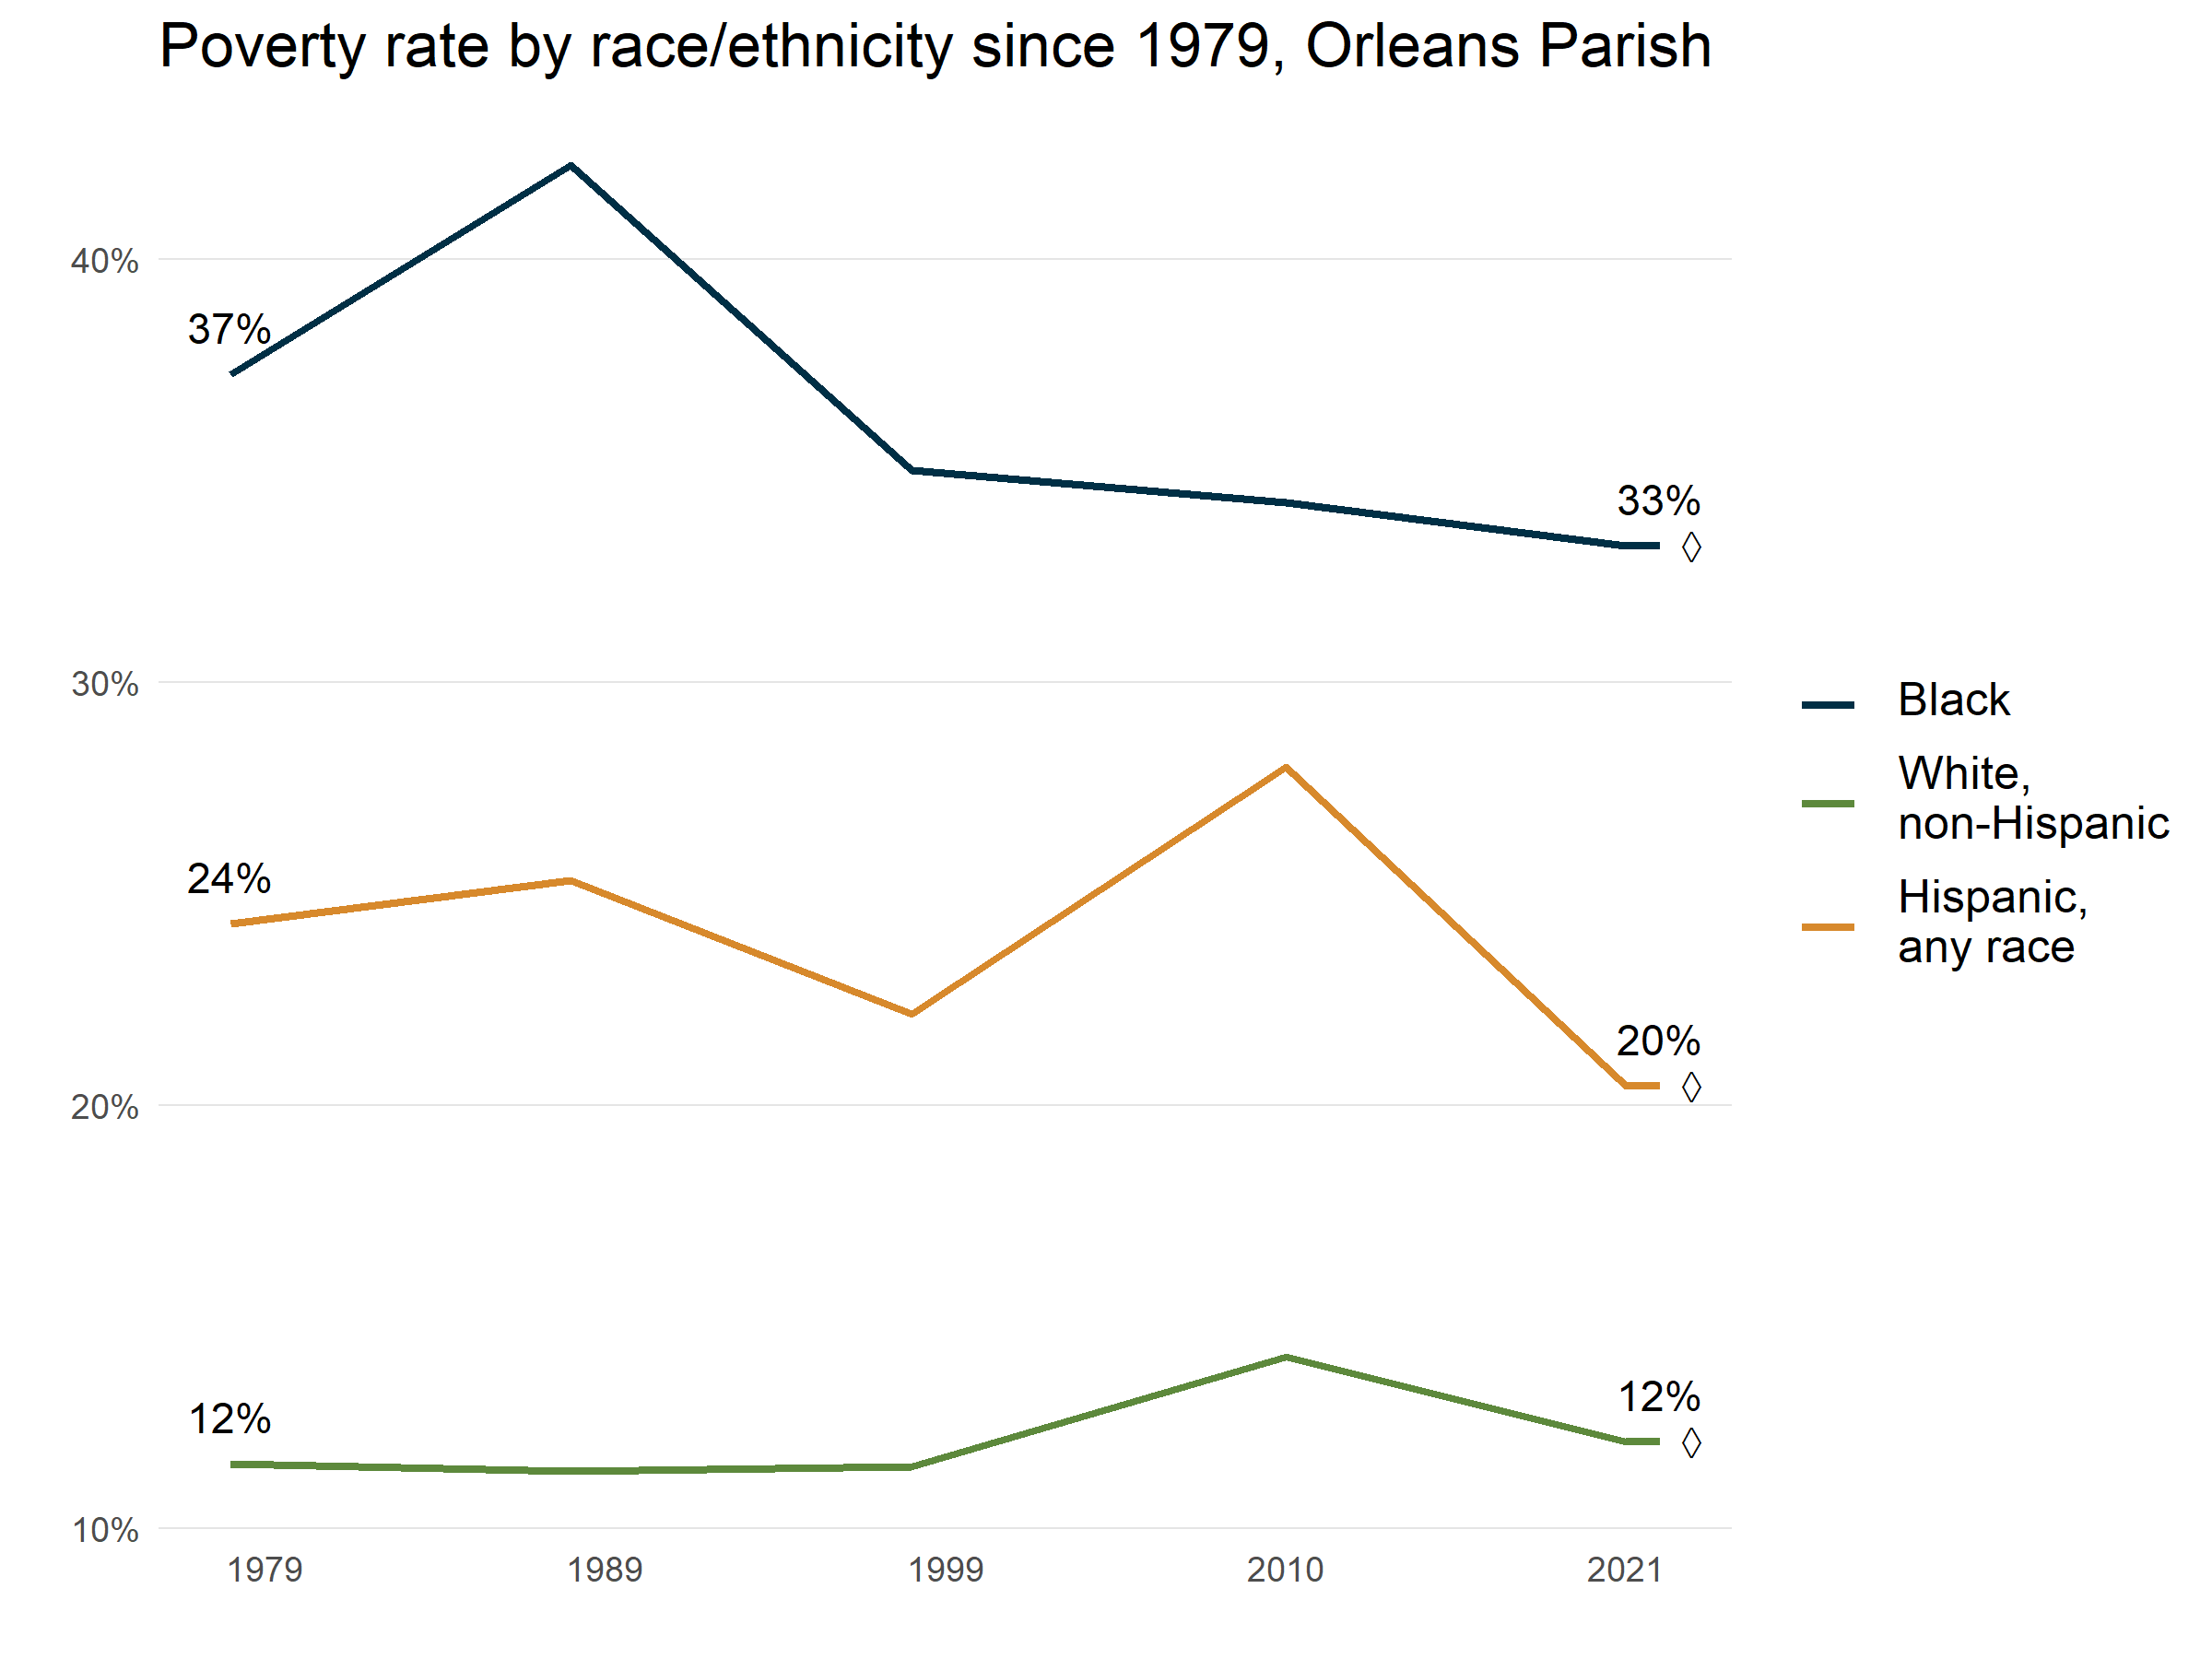 Poverty rate by race/ethnicity since 1979, Orleans Parish
40%
37%
33%
◊
30%
Black
White,
non-Hispanic
24%
Hispanic,
any race
20%
◊
20%
12%
12%
◊
10%
1979 1989 1999 2010 2021